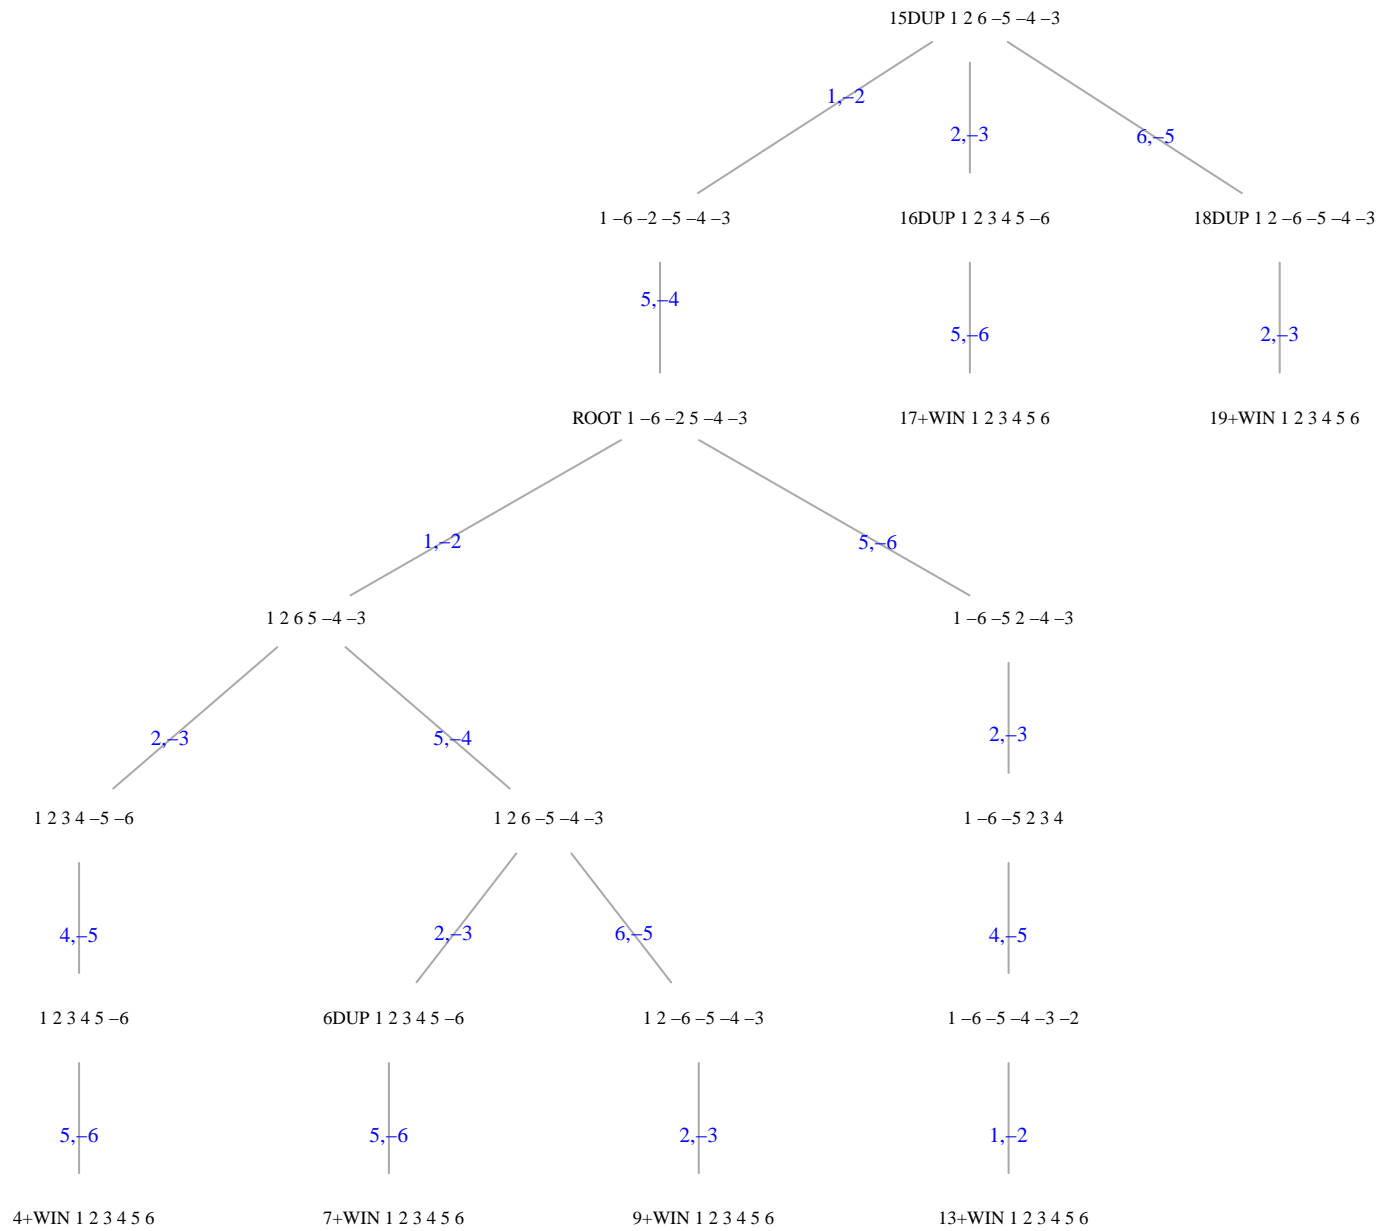 15DUP 1 2 6 –5 –4 –3
1,–2
2,–3
6,–5
1 –6 –2 –5 –4 –3
16DUP 1 2 3 4 5 –6
18DUP 1 2 –6 –5 –4 –3
5,–4
5,–6
2,–3
ROOT 1 –6 –2 5 –4 –3
17+WIN 1 2 3 4 5 6
19+WIN 1 2 3 4 5 6
1,–2
5,–6
1 2 6 5 –4 –3
1 –6 –5 2 –4 –3
2,–3
5,–4
2,–3
1 2 3 4 –5 –6
1 2 6 –5 –4 –3
1 –6 –5 2 3 4
4,–5
2,–3
6,–5
4,–5
1 2 3 4 5 –6
6DUP 1 2 3 4 5 –6
1 2 –6 –5 –4 –3
1 –6 –5 –4 –3 –2
5,–6
5,–6
2,–3
1,–2
4+WIN 1 2 3 4 5 6
7+WIN 1 2 3 4 5 6
9+WIN 1 2 3 4 5 6
13+WIN 1 2 3 4 5 6